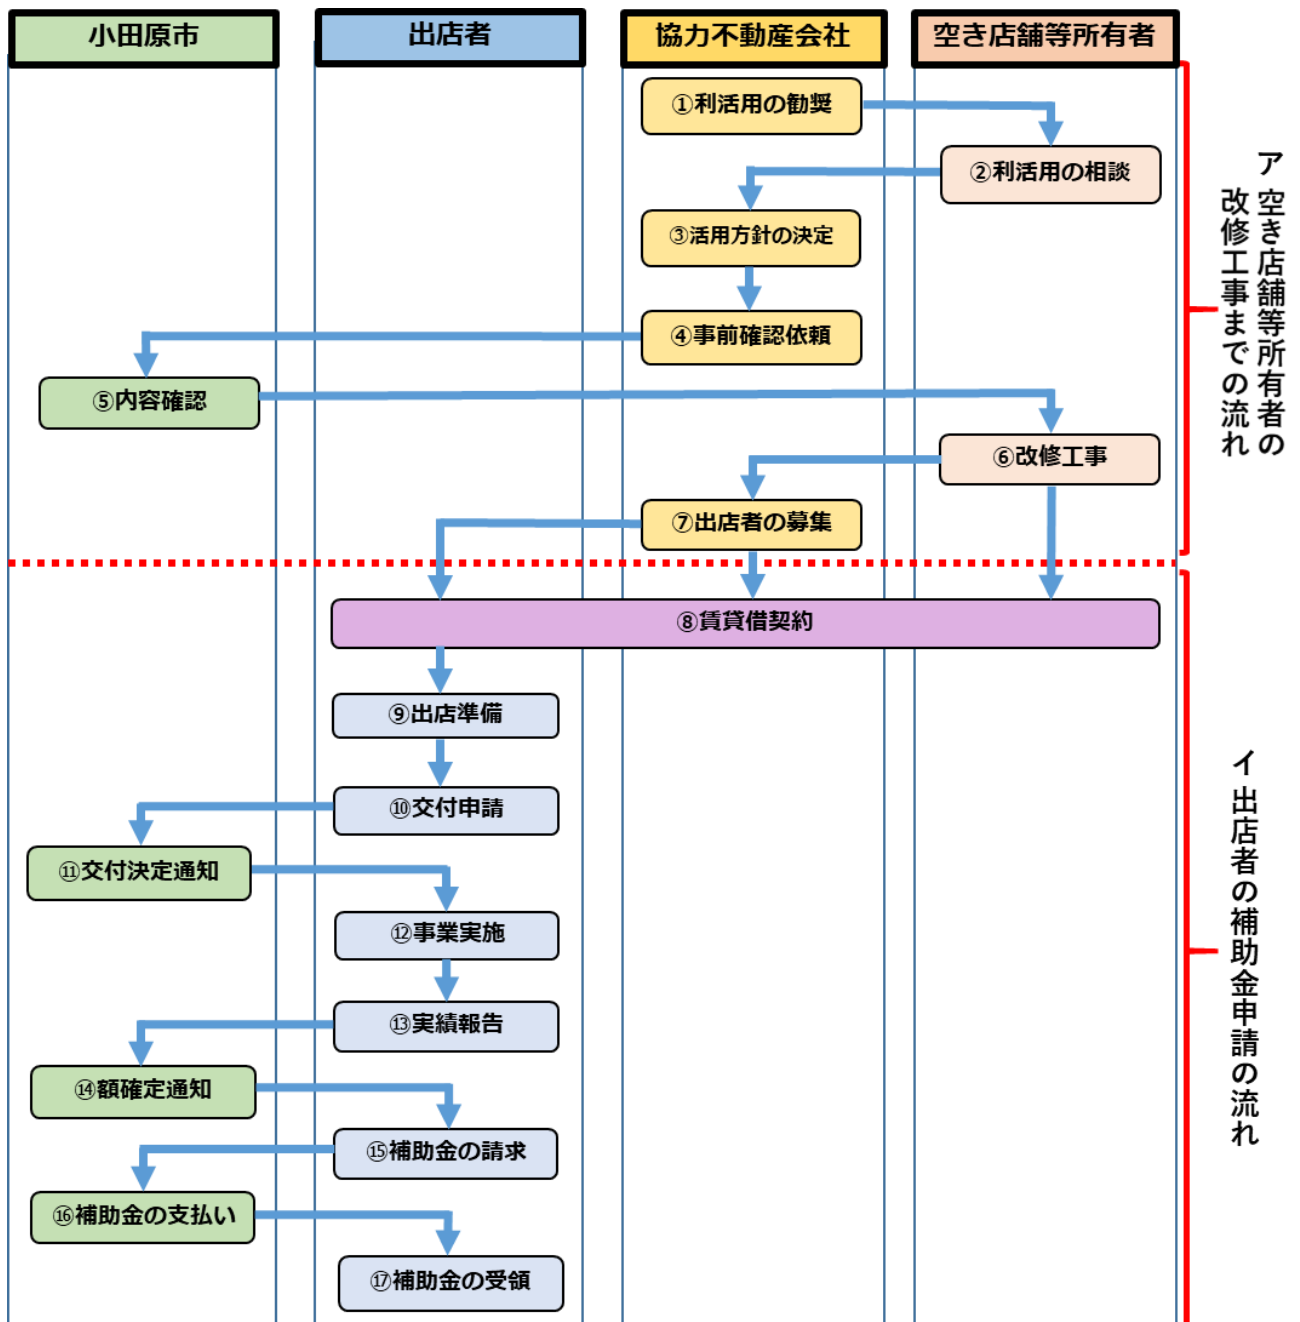 小田原市
出店者
協力不動産会社
空き店舗等所有者
①利活用の勧奨
②利活用の相談
③活用方針の決定
④事前確認依頼
⑤内容確認
⑥改修工事
⑦出店者の募集
ア 空き店舗等所有者の
改修工事までの流れ
⑧賃貸借契約
⑨出店準備
⑩交付申請
⑪交付決定通知
⑫事業実施
⑬実績報告
⑭額確定通知
⑮補助金の請求
⑯補助金の支払い
⑰補助金の受領
イ 出店者の補助金申請の流れ